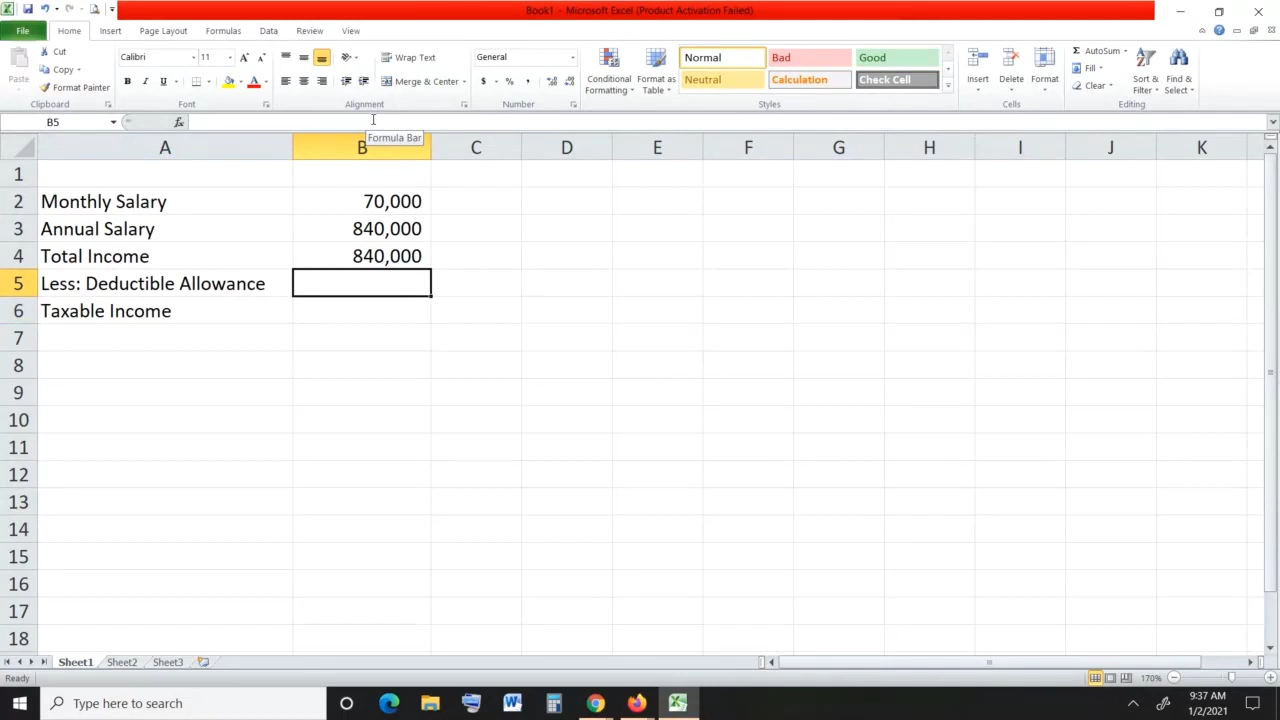 Book1 - Microsoft Excel (Product Activation Failed)
File Home Insert Page Layout Formulas Data Review View
Paste
Cut
Copy
Format Painter
Clipboard
Calibri 11
B I U
Font
Wrap Text
Merge & Center
Alignment
General
$ % ,
Number
Conditional Formatting
Format as Table
Normal Bad Good
Neutral Calculation Check Cell
Styles
Insert Delete Format
Cells
AutoSum
Fill
Clear
Sort & Filter
Find & Select
Editing
B5 fx
Formula Bar
A B C D E F G H I J K
1
2 Monthly Salary 70,000
3 Annual Salary 840,000
4 Total Income 840,000
5 Less: Deductible Allowance
6 Taxable Income
7
8
9
10
11
12
13
14
15
16
17
18
Sheet1 Sheet2 Sheet3
Ready 170%
Type here to search
9:37 AM
1/2/2021